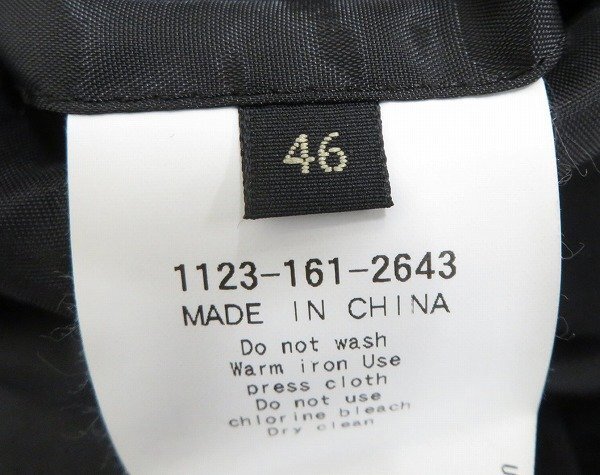 46
1123-161-2643
MADE IN CHINA
Do not wash
Warm iron Use
press cloth
Do not use
chlorine bleach
Dry clean